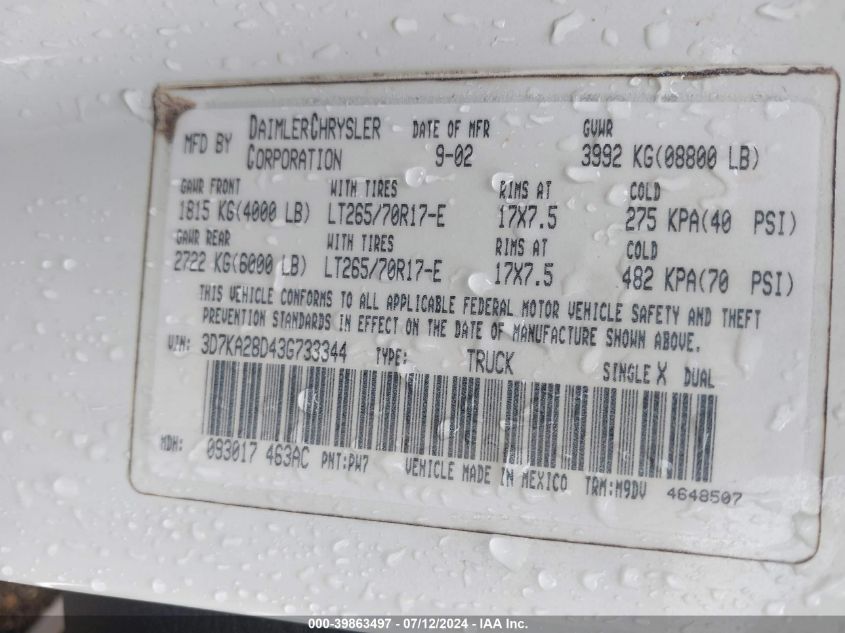 MFD BY DAIMLERCHRYSLER CORPORATION DATE OF MFR 9-02 GVWR 3992 KG(08800 LB)
GAWR FRONT WITH TIRES RIMS AT COLD
1815 KG(4000 LB) LT265/70R17-E 17X7.5 275 KPA(40 PSI)
GAWR REAR WITH TIRES RIMS AT COLD
2722 KG(6000 LB) LT265/70R17-E 17X7.5 482 KPA(70 PSI)
THIS VEHICLE CONFORMS TO ALL APPLICABLE FEDERAL MOTOR VEHICLE SAFETY AND THEFT
PREVENTION STANDARDS IN EFFECT ON THE DATE OF MANUFACTURE SHOWN ABOVE.
VIN: 3D7KA28D43G733344 TYPE: TRUCK SINGLE X DUAL
MDH: 093017 463AC PNT:PW7 VEHICLE MADE IN MEXICO TRM:M9DV 4648507
000-39863497 - 07/12/2024 - IAA Inc.